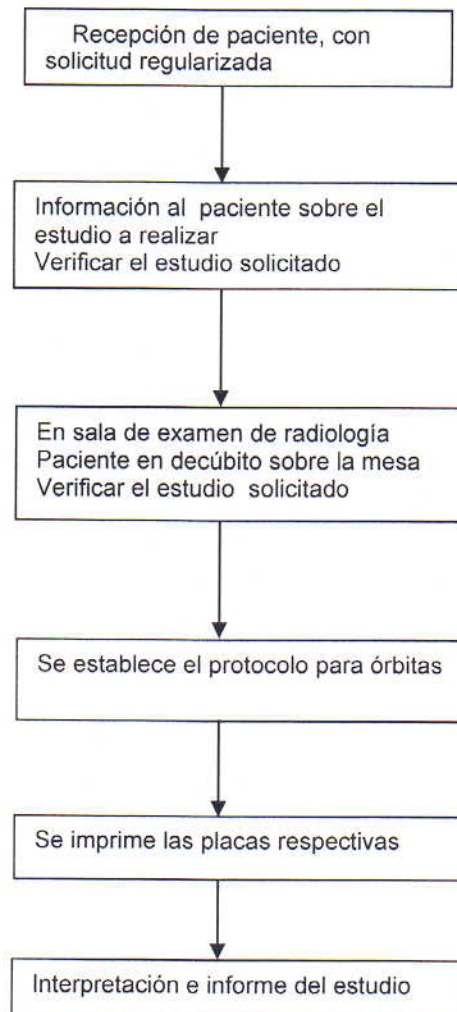 Recepción de paciente, con
solicitud regularizada
Información al paciente sobre el
estudio a realizar
Verificar el estudio solicitado
En sala de examen de radiología
Paciente en decúbito sobre la mesa
Verificar el estudio solicitado
Se establece el protocolo para órbitas
Se imprime las placas respectivas
Interpretación e informe del estudio